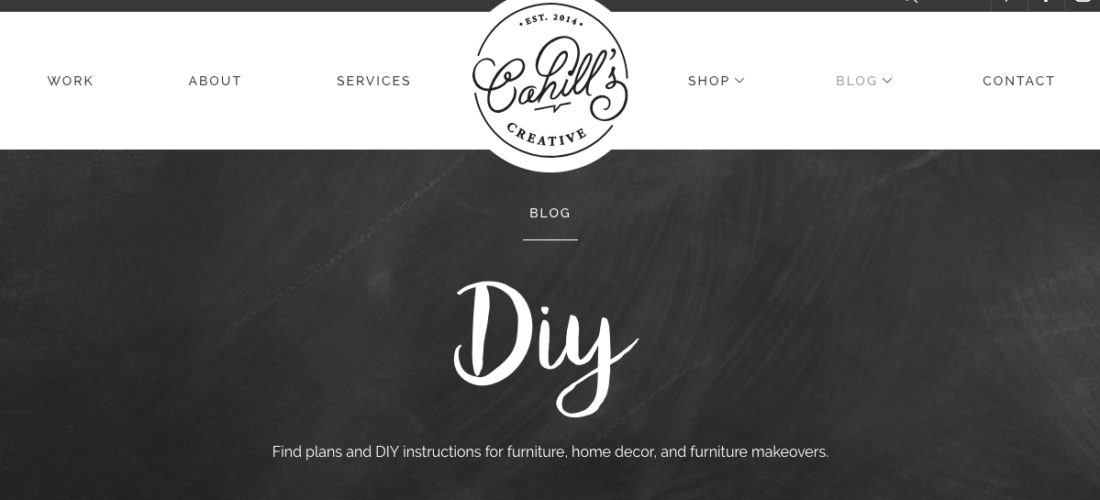 WORK
ABOUT
SERVICES
• EST. 2014 •
Cahill's
CREATIVE
SHOP
BLOG
CONTACT
BLOG
Diy
Find plans and DIY instructions for furniture, home decor, and furniture makeovers.